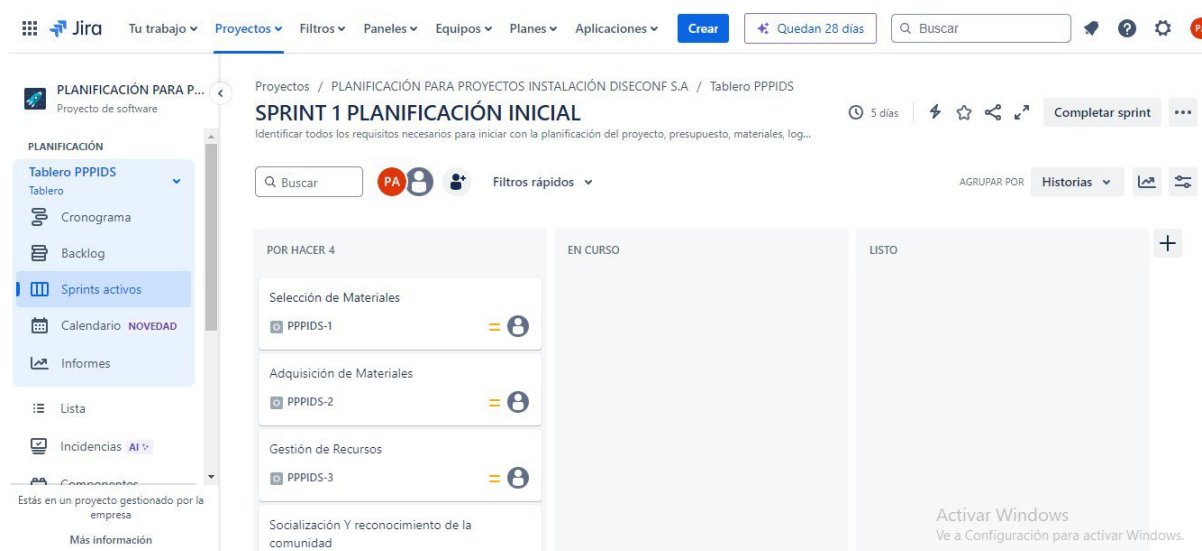 Jira
Tu trabajo
Proyectos
Filtros
Paneles
Equipos
Planes
Aplicaciones
Crear
Quedan 28 días
Buscar
PLANIFICACIÓN PARA P...
Proyecto de software
PLANIFICACIÓN
Tablero PPPIDS
Tablero
Cronograma
Backlog
Sprints activos
Calendario NOVEDAD
Informes
Lista
Incidencias AI
Componentes
Estás en un proyecto gestionado por la
empresa
Más información
Proyectos / PLANIFICACIÓN PARA PROYECTOS INSTALACIÓN DISECONF S.A / Tablero PPPIDS
SPRINT 1 PLANIFICACIÓN INICIAL
Identificar todos los requisitos necesarios para iniciar con la planificación del proyecto, presupuesto, materiales, log...
5 días
Completar sprint
Buscar
PA
Filtros rápidos
AGRUPAR POR
Historias
POR HACER 4
EN CURSO
LISTO
Selección de Materiales
PPPIDS-1
Adquisición de Materiales
PPPIDS-2
Gestión de Recursos
PPPIDS-3
Socialización Y reconocimiento de la
comunidad
Activar Windows
Ve a Configuración para activar Windows.